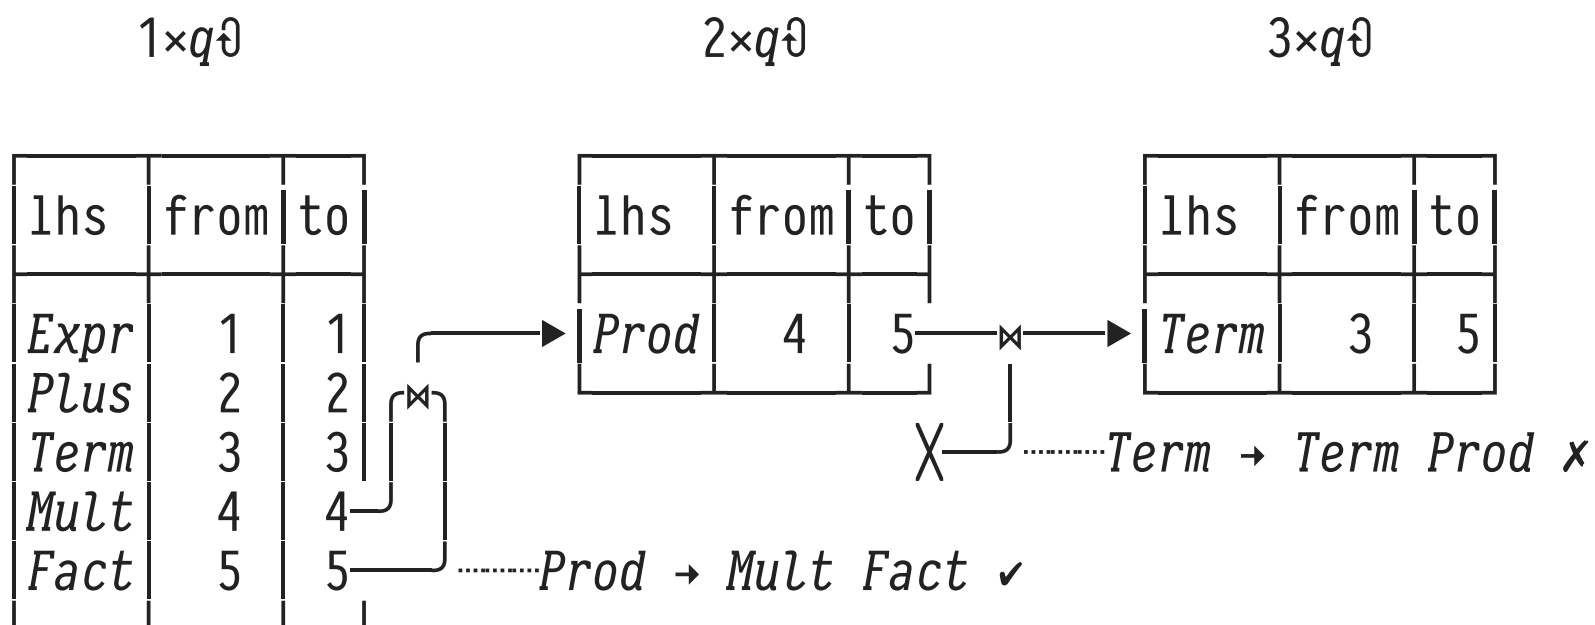 1×q↺ 2×q↺ 3×q↺
lhs from to lhs from to lhs from to
Expr 1 1 Prod 4 5 ⋈ Term 3 5
Plus 2 2 ⋈
Term 3 3 Term → Term Prod ✗
Mult 4 4
Fact 5 5 Prod → Mult Fact ✓